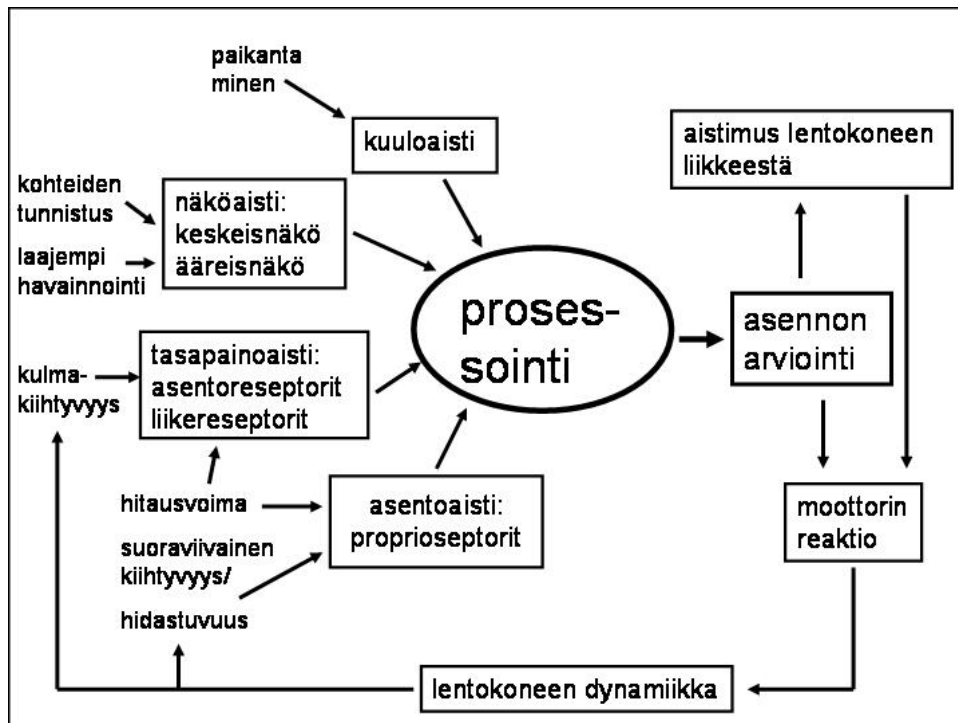 paikanta
minen
kuuloaisti
kohteiden
tunnistus
laajempi
havainnointi
näköaisti:
keskeisnäkö
ääreisnäkö
kulma-
kiihtyvyys
tasapainoaisti:
asentoreseptorit
liikereseptorit
hitausvoima
suoraviivainen
kiihtyvyys/
hidastuvuus
asentoaisti:
proprioseptorit
proses-
sointi
asennon
arviointi
aistimus lentokoneen
liikkeestä
moottorin
reaktio
lentokoneen dynamiikka